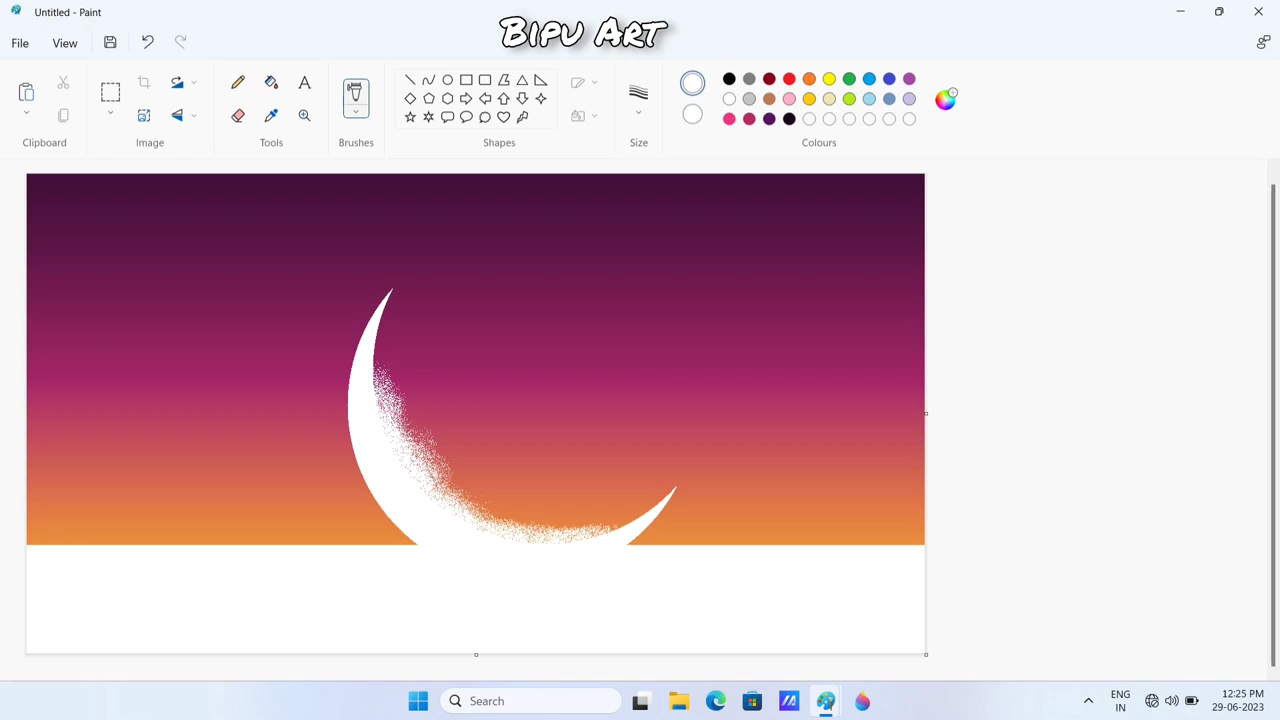 Untitled - Paint
Bipu Art
File View
Clipboard Image Tools Brushes Shapes Size Colours
Search
ENG
IN
12:25 PM
29-06-2023